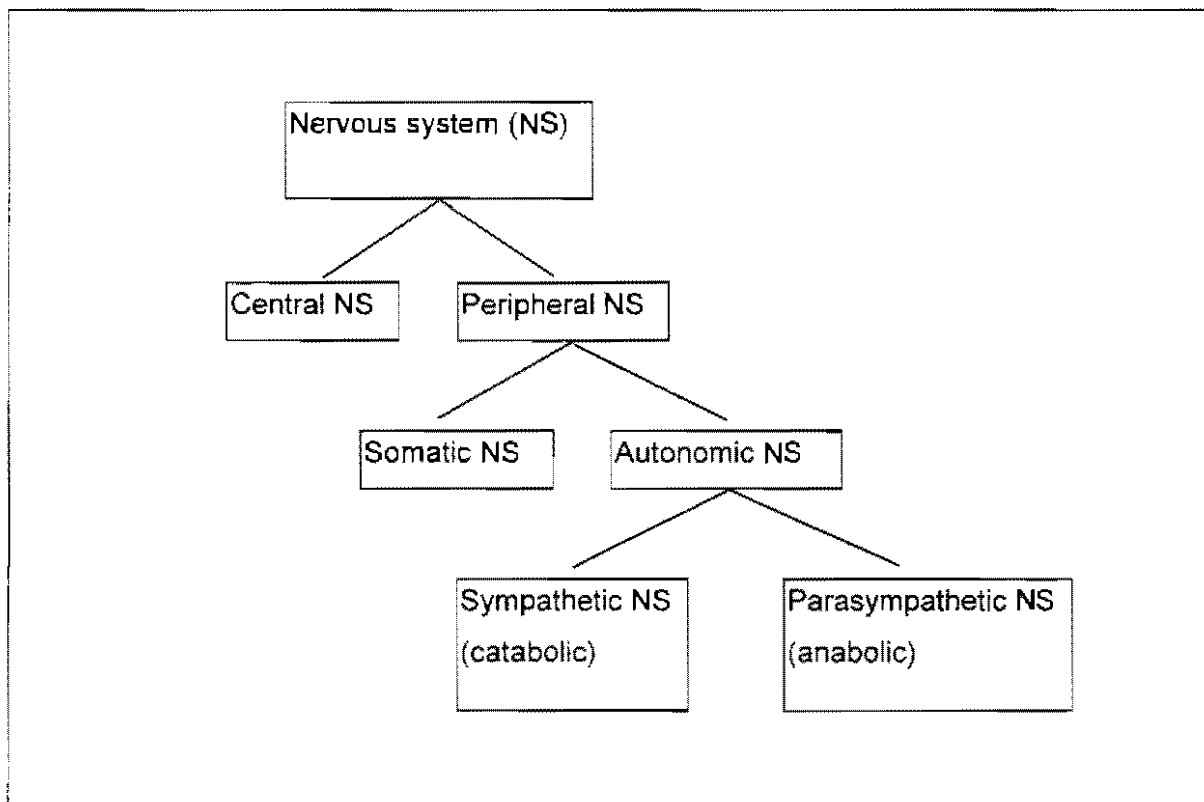 Nervous system (NS)
Central NS
Peripheral NS
Somatic NS
Autonomic NS
Sympathetic NS
(catabolic)
Parasympathetic NS
(anabolic)